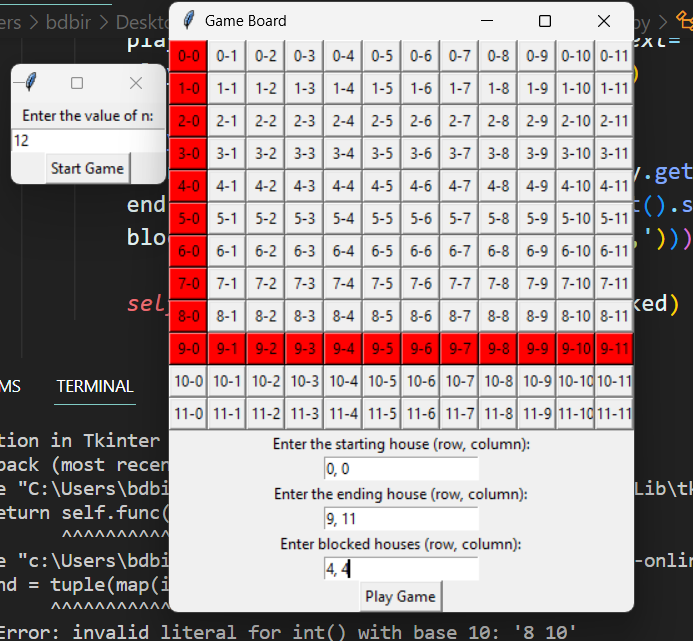 ers > bdbir > Deskto
Game Board
Enter the value of n:
12
Start Game
0-0 0-1 0-2 0-3 0-4 0-5 0-6 0-7 0-8 0-9 0-10 0-11
1-0 1-1 1-2 1-3 1-4 1-5 1-6 1-7 1-8 1-9 1-10 1-11
2-0 2-1 2-2 2-3 2-4 2-5 2-6 2-7 2-8 2-9 2-10 2-11
3-0 3-1 3-2 3-3 3-4 3-5 3-6 3-7 3-8 3-9 3-10 3-11
4-0 4-1 4-2 4-3 4-4 4-5 4-6 4-7 4-8 4-9 4-10 4-11
5-0 5-1 5-2 5-3 5-4 5-5 5-6 5-7 5-8 5-9 5-10 5-11
6-0 6-1 6-2 6-3 6-4 6-5 6-6 6-7 6-8 6-9 6-10 6-11
7-0 7-1 7-2 7-3 7-4 7-5 7-6 7-7 7-8 7-9 7-10 7-11
8-0 8-1 8-2 8-3 8-4 8-5 8-6 8-7 8-8 8-9 8-10 8-11
9-0 9-1 9-2 9-3 9-4 9-5 9-6 9-7 9-8 9-9 9-10 9-11
10-0 10-1 10-2 10-3 10-4 10-5 10-6 10-7 10-8 10-9 10-10 10-11
11-0 11-1 11-2 11-3 11-4 11-5 11-6 11-7 11-8 11-9 11-10 11-11
Enter the starting house (row, column):
0, 0
Enter the ending house (row, column):
9, 11
Enter blocked houses (row, column):
4, 4
Play Game
pla
y.get
end
t().s
blo
,')))
sel
ked)
MS TERMINAL
tion in Tkinter
back (most recen
e "C:\Users\bdbi
Lib\tk
eturn self.func(
^^^^^^^^^^
e "c:\Users\bdbi
-onlin
nd = tuple(map(i
^^^^^^^^^^^
Error: invalid literal for int() with base 10: '8 10'